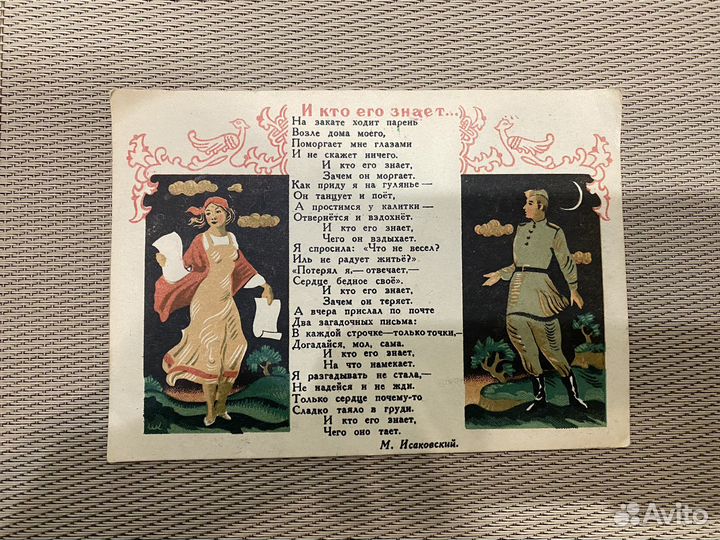 И кто его знает...
На закате ходит парень
Возле дома моего,
Поморгает мне глазами
И не скажет ничего.
И кто его знает,
Зачем он моргает.
Как приду я на гулянье—
Он танцует и поёт,
А простимся у калитки—
Отвернётся и вздохнёт.
И кто его знает,
Чего он вздыхает.
Я спросила: «Что не весел?
Иль не радует житьё?»
«Потерял я,— отвечает,—
Сердце бедное своё».
И кто его знает,
Зачем он теряет.
А вчера прислал по почте
Два загадочных письма:
В каждой строчке—только точки,—
Догадайся, мол, сама.
И кто его знает,
На что намекает.
Я разгадывать не стала,—
Не надейся и не жди.
Только сердце почему-то
Сладко таяло в груди.
И кто его знает,
Чего оно тает.
М. Исаковский.
Avito